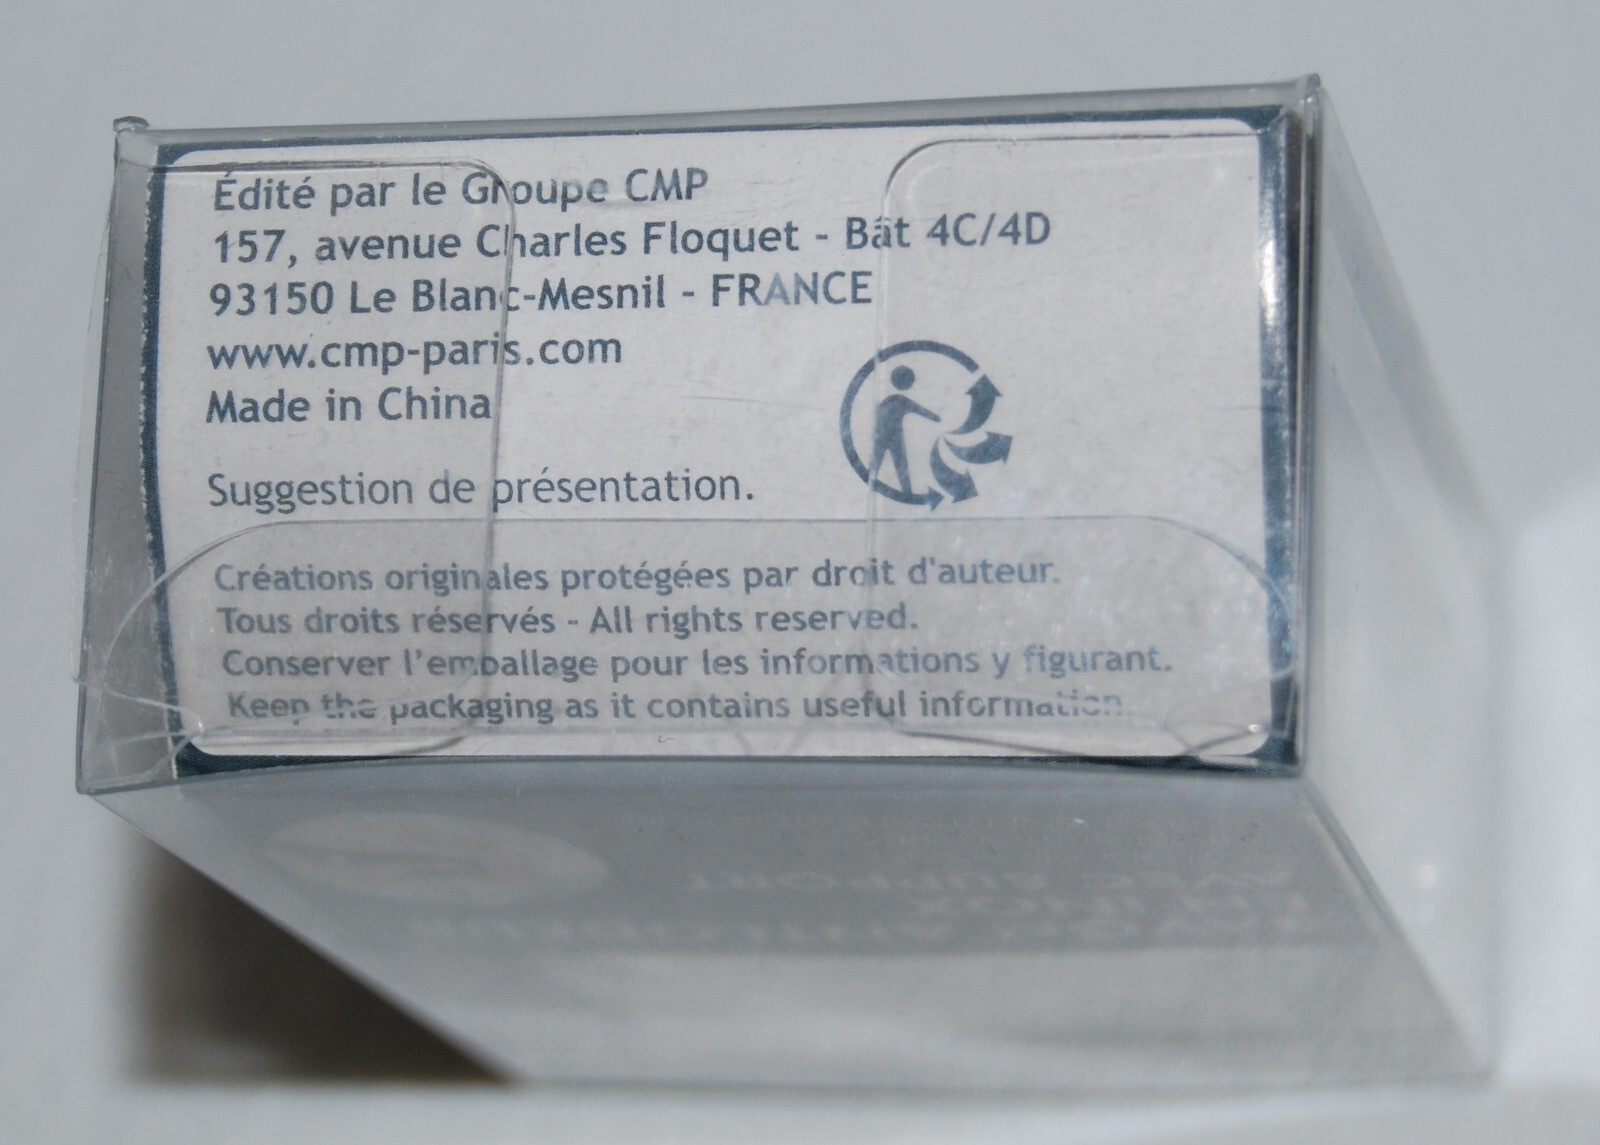 Édité par le Groupe CMP
157, avenue Charles Floquet - Bât 4C/4D
93150 Le Blanc-Mesnil - FRANCE
www.cmp-paris.com
Made in China
Suggestion de présentation.
Créations originales protégées par droit d'auteur.
Tous droits réservés - All rights reserved.
Conserver l'emballage pour les informations y figurant.
Keep the packaging as it contains useful information.
AVEC SUPPORT